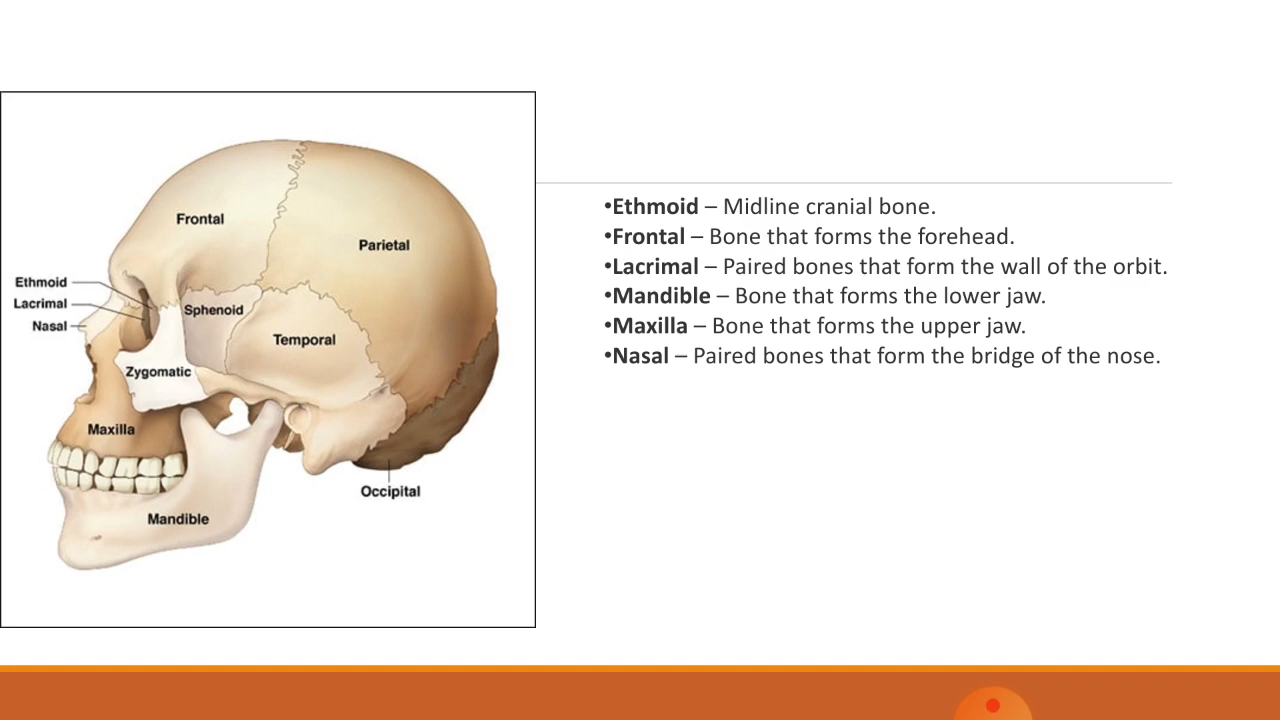 Frontal
Parietal
Ethmoid
Lacrimal
Nasal
Sphenoid
Temporal
Zygomatic
Maxilla
Occipital
Mandible
•Ethmoid – Midline cranial bone.
•Frontal – Bone that forms the forehead.
•Lacrimal – Paired bones that form the wall of the orbit.
•Mandible – Bone that forms the lower jaw.
•Maxilla – Bone that forms the upper jaw.
•Nasal – Paired bones that form the bridge of the nose.